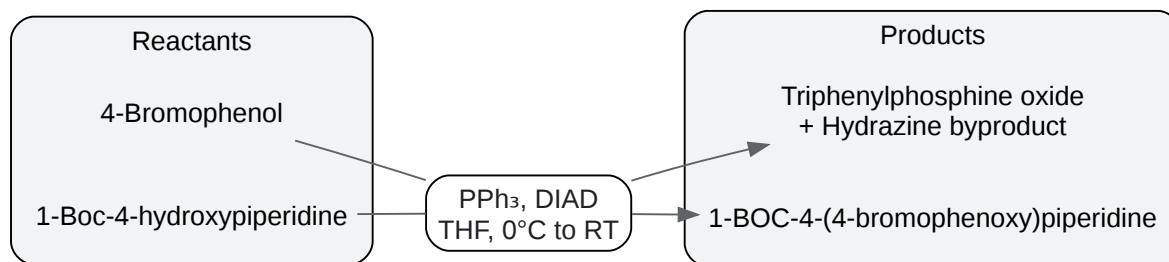 Reactants
4-Bromophenol
1-Boc-4-hydroxypiperidine
PPh₃, DIAD
THF, 0°C to RT
Products
Triphenylphosphine oxide
+ Hydrazine byproduct
1-BOC-4-(4-bromophenoxy)piperidine